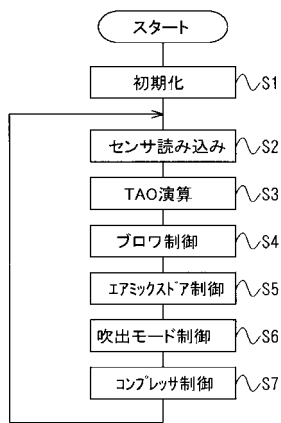 スタート
初期化 S1
センサ読み込み S2
TAO演算 S3
ブロワ制御 S4
ｴｱﾐｯｸｽﾄﾞｱ制御 S5
吹出モード制御 S6
ｺﾝﾌﾟﾚｯｻ制御 S7